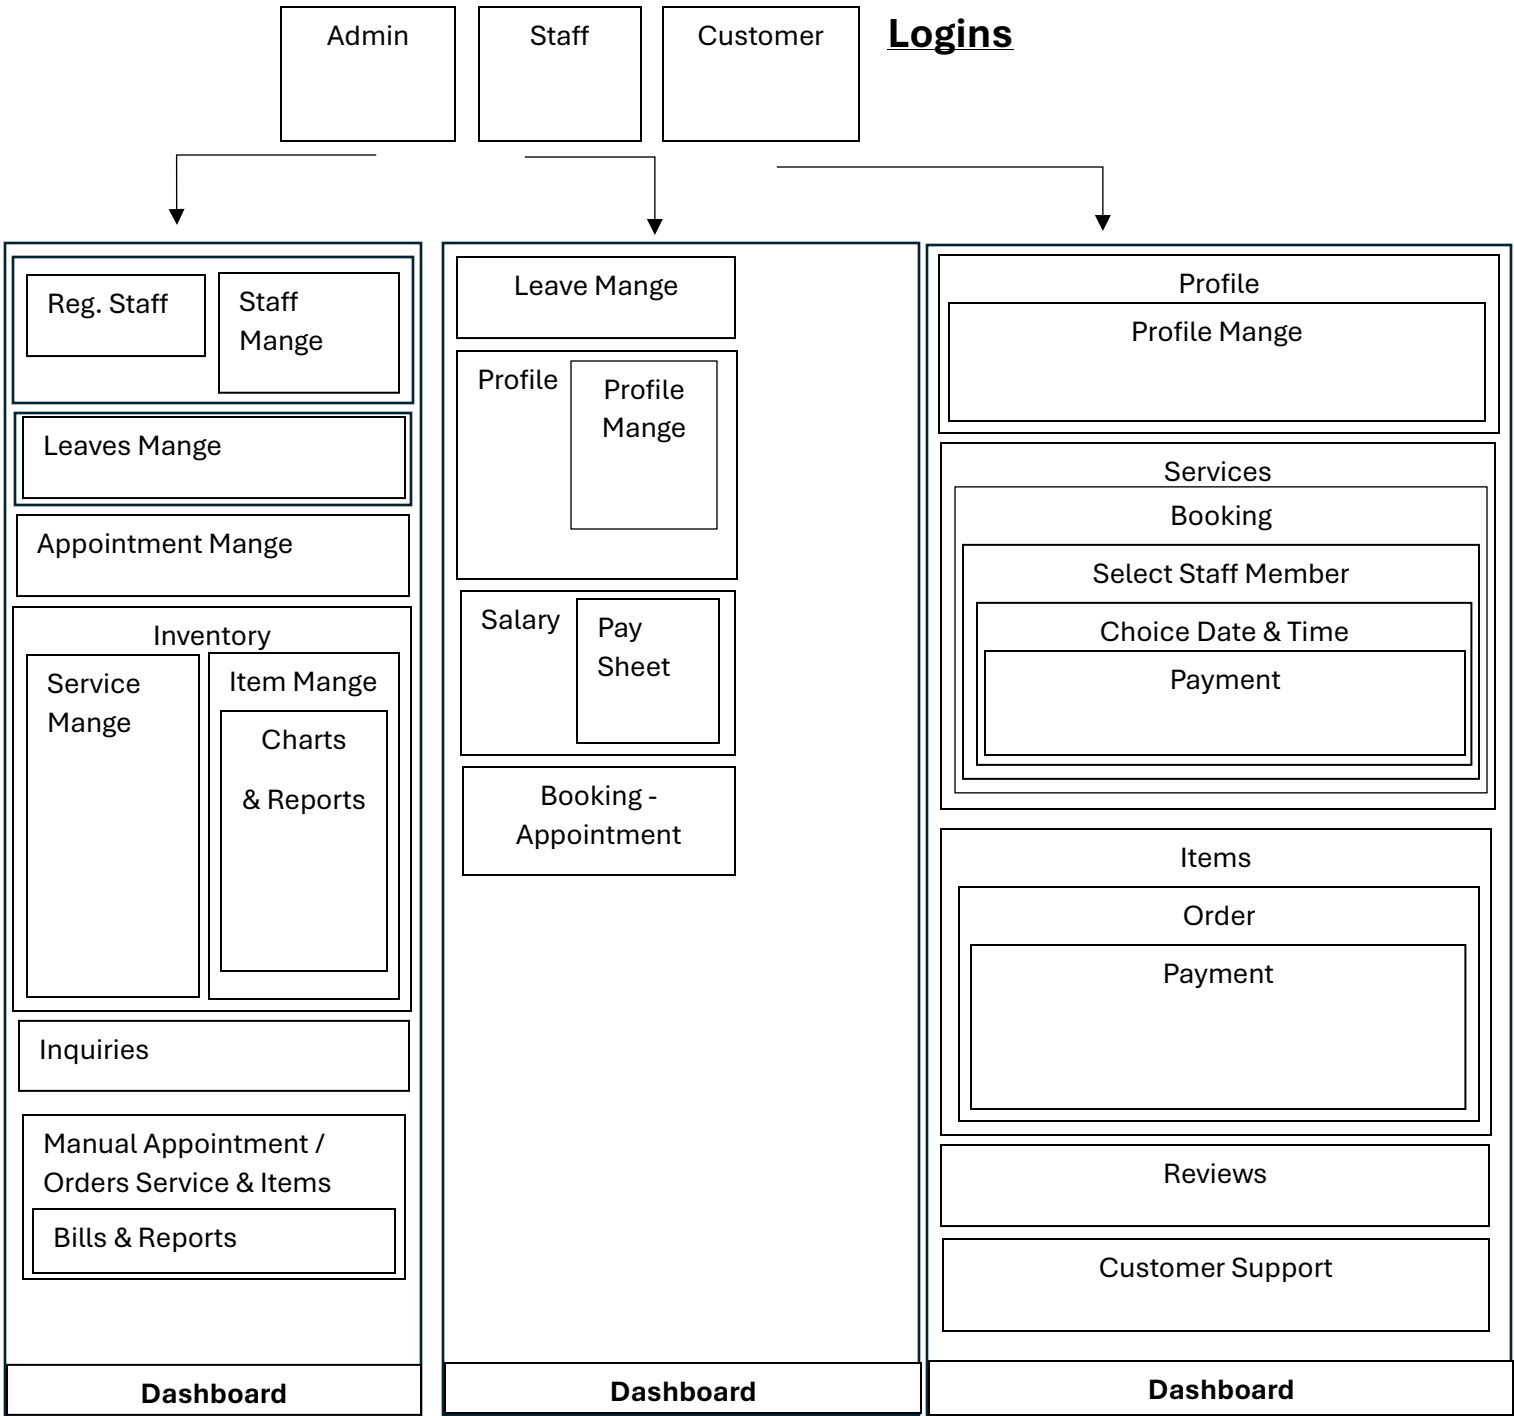 Admin
Staff
Customer
Logins
Reg. Staff
Staff
Mange
Leaves Mange
Appointment Mange
Inventory
Service
Mange
Item Mange
Charts
& Reports
Inquiries
Manual Appointment /
Orders Service & Items
Bills & Reports
Dashboard
Leave Mange
Profile
Profile
Mange
Salary
Pay
Sheet
Booking -
Appointment
Dashboard
Profile
Profile Mange
Services
Booking
Select Staff Member
Choice Date & Time
Payment
Items
Order
Payment
Reviews
Customer Support
Dashboard